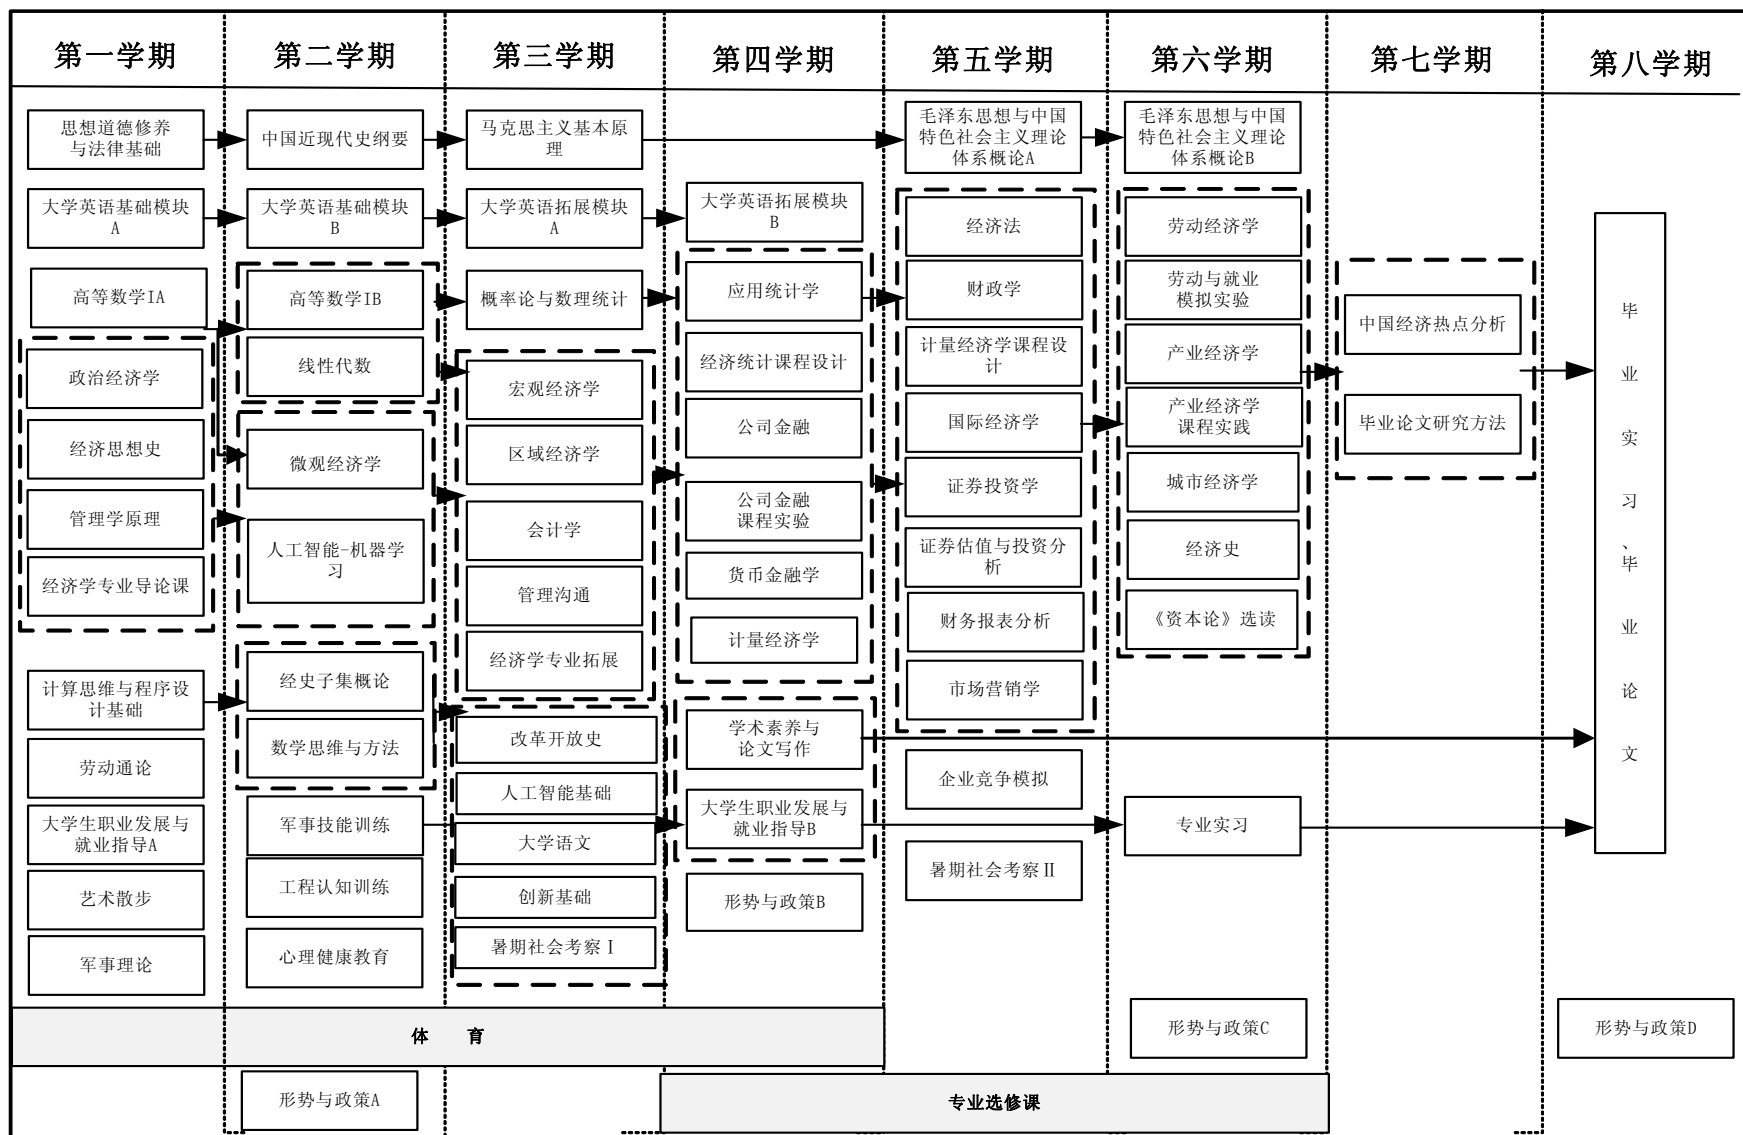 第一学期
第二学期
第三学期
第四学期
第五学期
第六学期
第七学期
第八学期
思想道德修养
与法律基础
大学英语基础模块
A
高等数学IA
政治经济学
经济思想史
管理学原理
经济学专业导论课
计算思维与程序设
计基础
劳动通论
大学生职业发展与
就业指导A
艺术散步
军事理论
中国近现代史纲要
大学英语基础模块
B
高等数学IB
线性代数
微观经济学
人工智能-机器学
习
经史子集概论
数学思维与方法
军事技能训练
工程认知训练
心理健康教育
形势与政策A
马克思主义基本原
理
大学英语拓展模块
A
概率论与数理统计
宏观经济学
区域经济学
会计学
管理沟通
经济学专业拓展
改革开放史
人工智能基础
大学语文
创新基础
暑期社会考察Ⅰ
大学英语拓展模块
B
应用统计学
经济统计课程设计
公司金融
公司金融
课程实验
货币金融学
计量经济学
学术素养与
论文写作
大学生职业发展与
就业指导B
形势与政策B
毛泽东思想与中国
特色社会主义理论
体系概论A
经济法
财政学
计量经济学课程设
计
国际经济学
证券投资学
证券估值与投资分
析
财务报表分析
市场营销学
企业竞争模拟
暑期社会考察Ⅱ
毛泽东思想与中国
特色社会主义理论
体系概论B
劳动经济学
劳动与就业
模拟实验
产业经济学
产业经济学
课程实践
城市经济学
经济史
《资本论》选读
专业实习
形势与政策C
中国经济热点分析
毕业论文研究方法
毕
业
实
习
、
毕
业
论
文
形势与政策D
体 育
专业选修课